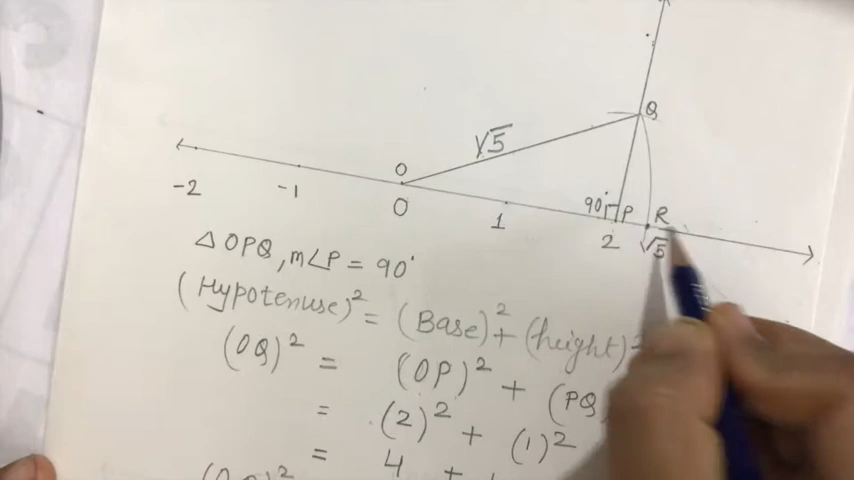 Q
√5
O
90° P R
-2 -1 0 1 2 √5
△OPQ, m∠P = 90°
(Hypotenuse)² = (Base)² + (height)²
(OQ)² = (OP)² + (PQ)
= (2)² + (1)²
= 4 +